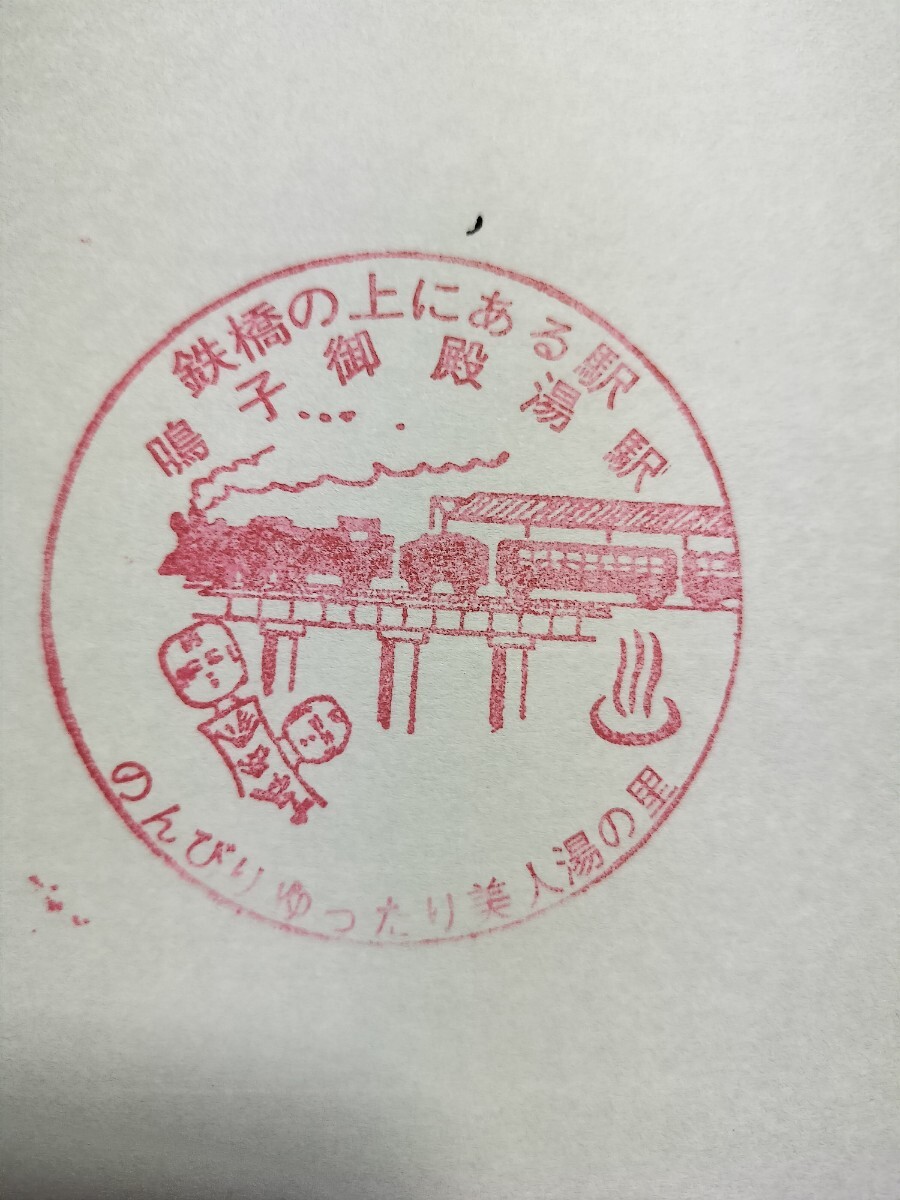 鉄橋の上にある駅
鳴子御殿湯駅
のんびりゆったり美人湯の里